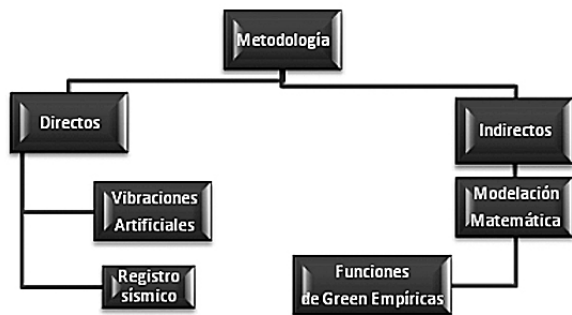 Metodología
Directos
Indirectos
Vibraciones
Artificiales
Modelación
Matemática
Registro
sísmico
Funciones
de Green Empíricas